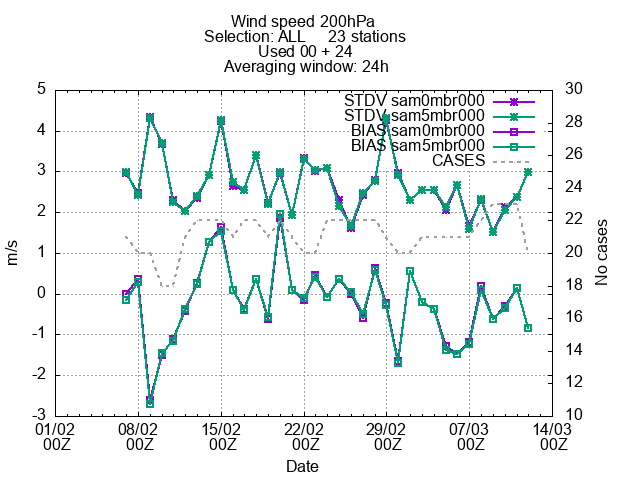 Wind speed 200hPa
Selection: ALL     23 stations
Used 00 + 24
Averaging window: 24h
STDV sam0mbr000
STDV sam5mbr000
BIAS sam0mbr000
BIAS sam5mbr000
CASES
5
4
3
2
1
0
-1
-2
-3
m/s
30
28
26
24
22
20
18
16
14
12
10
No cases
01/02 08/02 15/02 22/02 29/02 07/03 14/03
00Z 00Z 00Z 00Z 00Z 00Z 00Z
Date